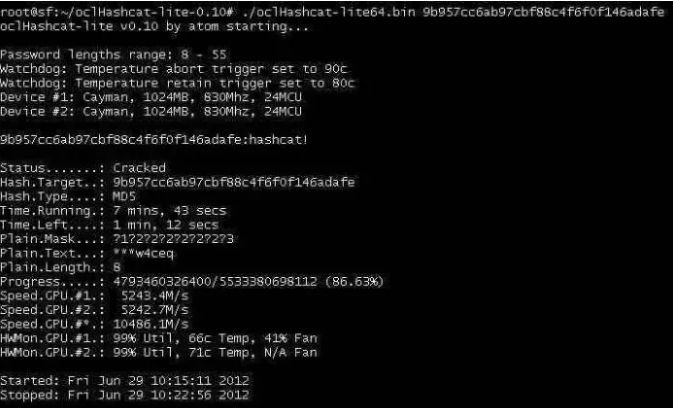 root@sf:~/oclHashcat-lite-0.10# ./oclHashcat-lite64.bin 9b957cc6ab97cbf88c4f6f0f146adafe
oclHashcat-lite v0.10 by atom starting...
Password lengths range: 8 - 55
Watchdog: Temperature abort trigger set to 90c
Watchdog: Temperature retain trigger set to 80c
Device #1: Cayman, 1024MB, 830Mhz, 24MCU
Device #2: Cayman, 1024MB, 830Mhz, 24MCU
9b957cc6ab97cbf88c4f6f0f146adafe:hashcat!
Status.......: Cracked
Hash.Target..: 9b957cc6ab97cbf88c4f6f0f146adafe
Hash.Type....: MD5
Time.Running.: 7 mins, 43 secs
Time.Left....: 1 min, 12 secs
Plain.Mask...: ?1?2?2?2?2?2?2?3
Plain.Text...: ***w4ceq
Plain.Length.: 8
Progress.....: 4793460326400/5533380698112 (86.63%)
Speed.GPU.#1.:  5243.4M/s
Speed.GPU.#2.:  5242.7M/s
Speed.GPU.#*.: 10486.1M/s
HWMon.GPU.#1.: 99% Util, 66c Temp, 41% Fan
HWMon.GPU.#2.: 99% Util, 71c Temp, N/A Fan
Started: Fri Jun 29 10:15:11 2012
Stopped: Fri Jun 29 10:22:56 2012